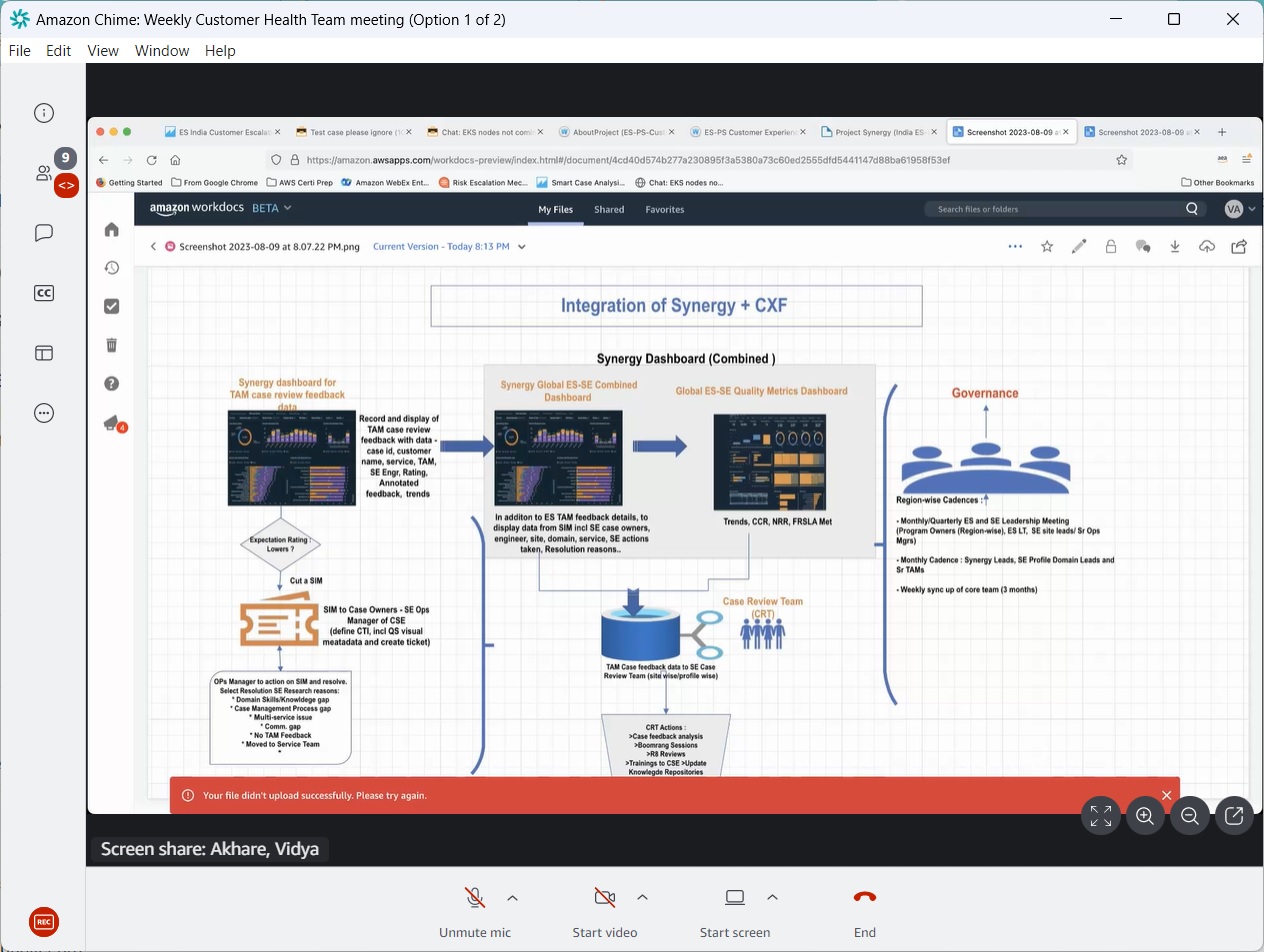 Amazon Chime: Weekly Customer Health Team meeting (Option 1 of 2)
File Edit View Window Help
9
<>
CC
REC
ES India Customer Escalat
Test case please ignore (1
Chat: EKS nodes not com
AboutProject (ES-PS-Cust
ES-PS Customer Experienc
Project Synergy (India ES-
Screenshot 2023-08-09 a
Screenshot 2023-08-09 a
https://amazon.awsapps.com/workdocs-preview/index.html#/document/4cd40d574b277a230895f3a5380a73c60ed2555dfd5441147d88ba61958f53ef
Getting Started From Google Chrome AWS Certi Prep Amazon WebEx Ent... Risk Escalation Mec... Smart Case Analysi... Chat: EKS nodes no... Other Bookmarks
amazon workdocs BETA
My Files Shared Favorites
Search files or folders
VA
Screenshot 2023-08-09 at 8.07.22 PM.png Current Version - Today 8:13 PM
4
Integration of Synergy + CXF
Synergy Dashboard (Combined )
Synergy dashboard for
TAM case review feedback
data
Record and display of
TAM case review
feedback with data -
case id, customer
name, service, TAM,
SE Engr, Rating,
Annotated
feedback, trends
Expectation Rating :
Lowers ?
Cut a SIM
SIM to Case Owners - SE Ops
Manager of CSE
(define CTI, incl QS visual
meatadata and create ticket)
OPs Manager to action on SIM and resolve.
Select Resolution SE Research reasons:
* Domain Skills/Knowldege gap
* Case Management Process gap
* Multi-service issue
* Comm. gap
* No TAM Feedback
* Moved to Service Team
*
Synergy Global ES-SE Combined
Dashboard
In additon to ES TAM feedback details, to
display data from SIM incl SE case owners,
engineer, site, domain, service, SE actions
taken, Resolution reasons..
Global ES-SE Quality Metrics Dashboard
Trends, CCR, NRR, FRSLA Met
Case Review Team
(CRT)
TAM Case feedback data to SE Case
Review Team (site wise/profile wise)
CRT Actions :
>Case feedback analysis
>Boomrang Sessions
>R8 Reviews
>Trainings to CSE >Update
Knowlegde Repositories
Governance
Region-wise Cadences :
- Monthly/Quarterly ES and SE Leadership Meeting
(Program Owners (Region-wise), ES LT, SE site leads/ Sr Ops
Mgrs)
- Monthly Cadence : Synergy Leads, SE Profile Domain Leads and
Sr TAMs
- Weekly sync up of core team (3 months)
Your file didn't upload successfully. Please try again.
Screen share: Akhare, Vidya
Unmute mic
Start video
Start screen
End